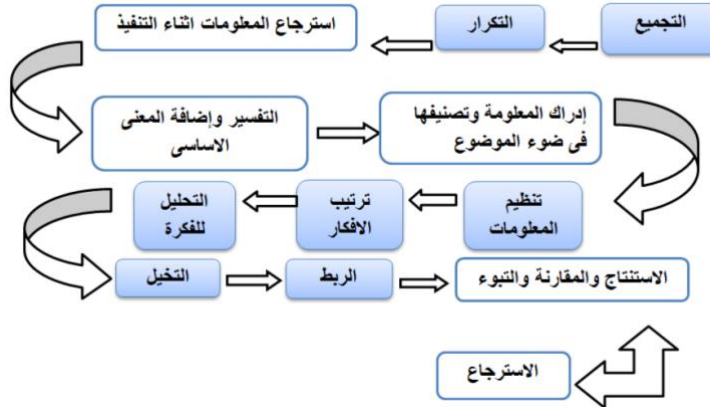 التجميع
التكرار
استرجاع المعلومات اثناء التنفيذ
التفسير وإضافة المعنى
الاساسى
إدراك المعلومة وتصنيفها
فى ضوء الموضوع
تنظيم
المعلومات
ترتيب
الافكار
التحليل
للفكرة
التخيل
الربط
الاستنتاج والمقارنة والتبوء
الاسترجاع